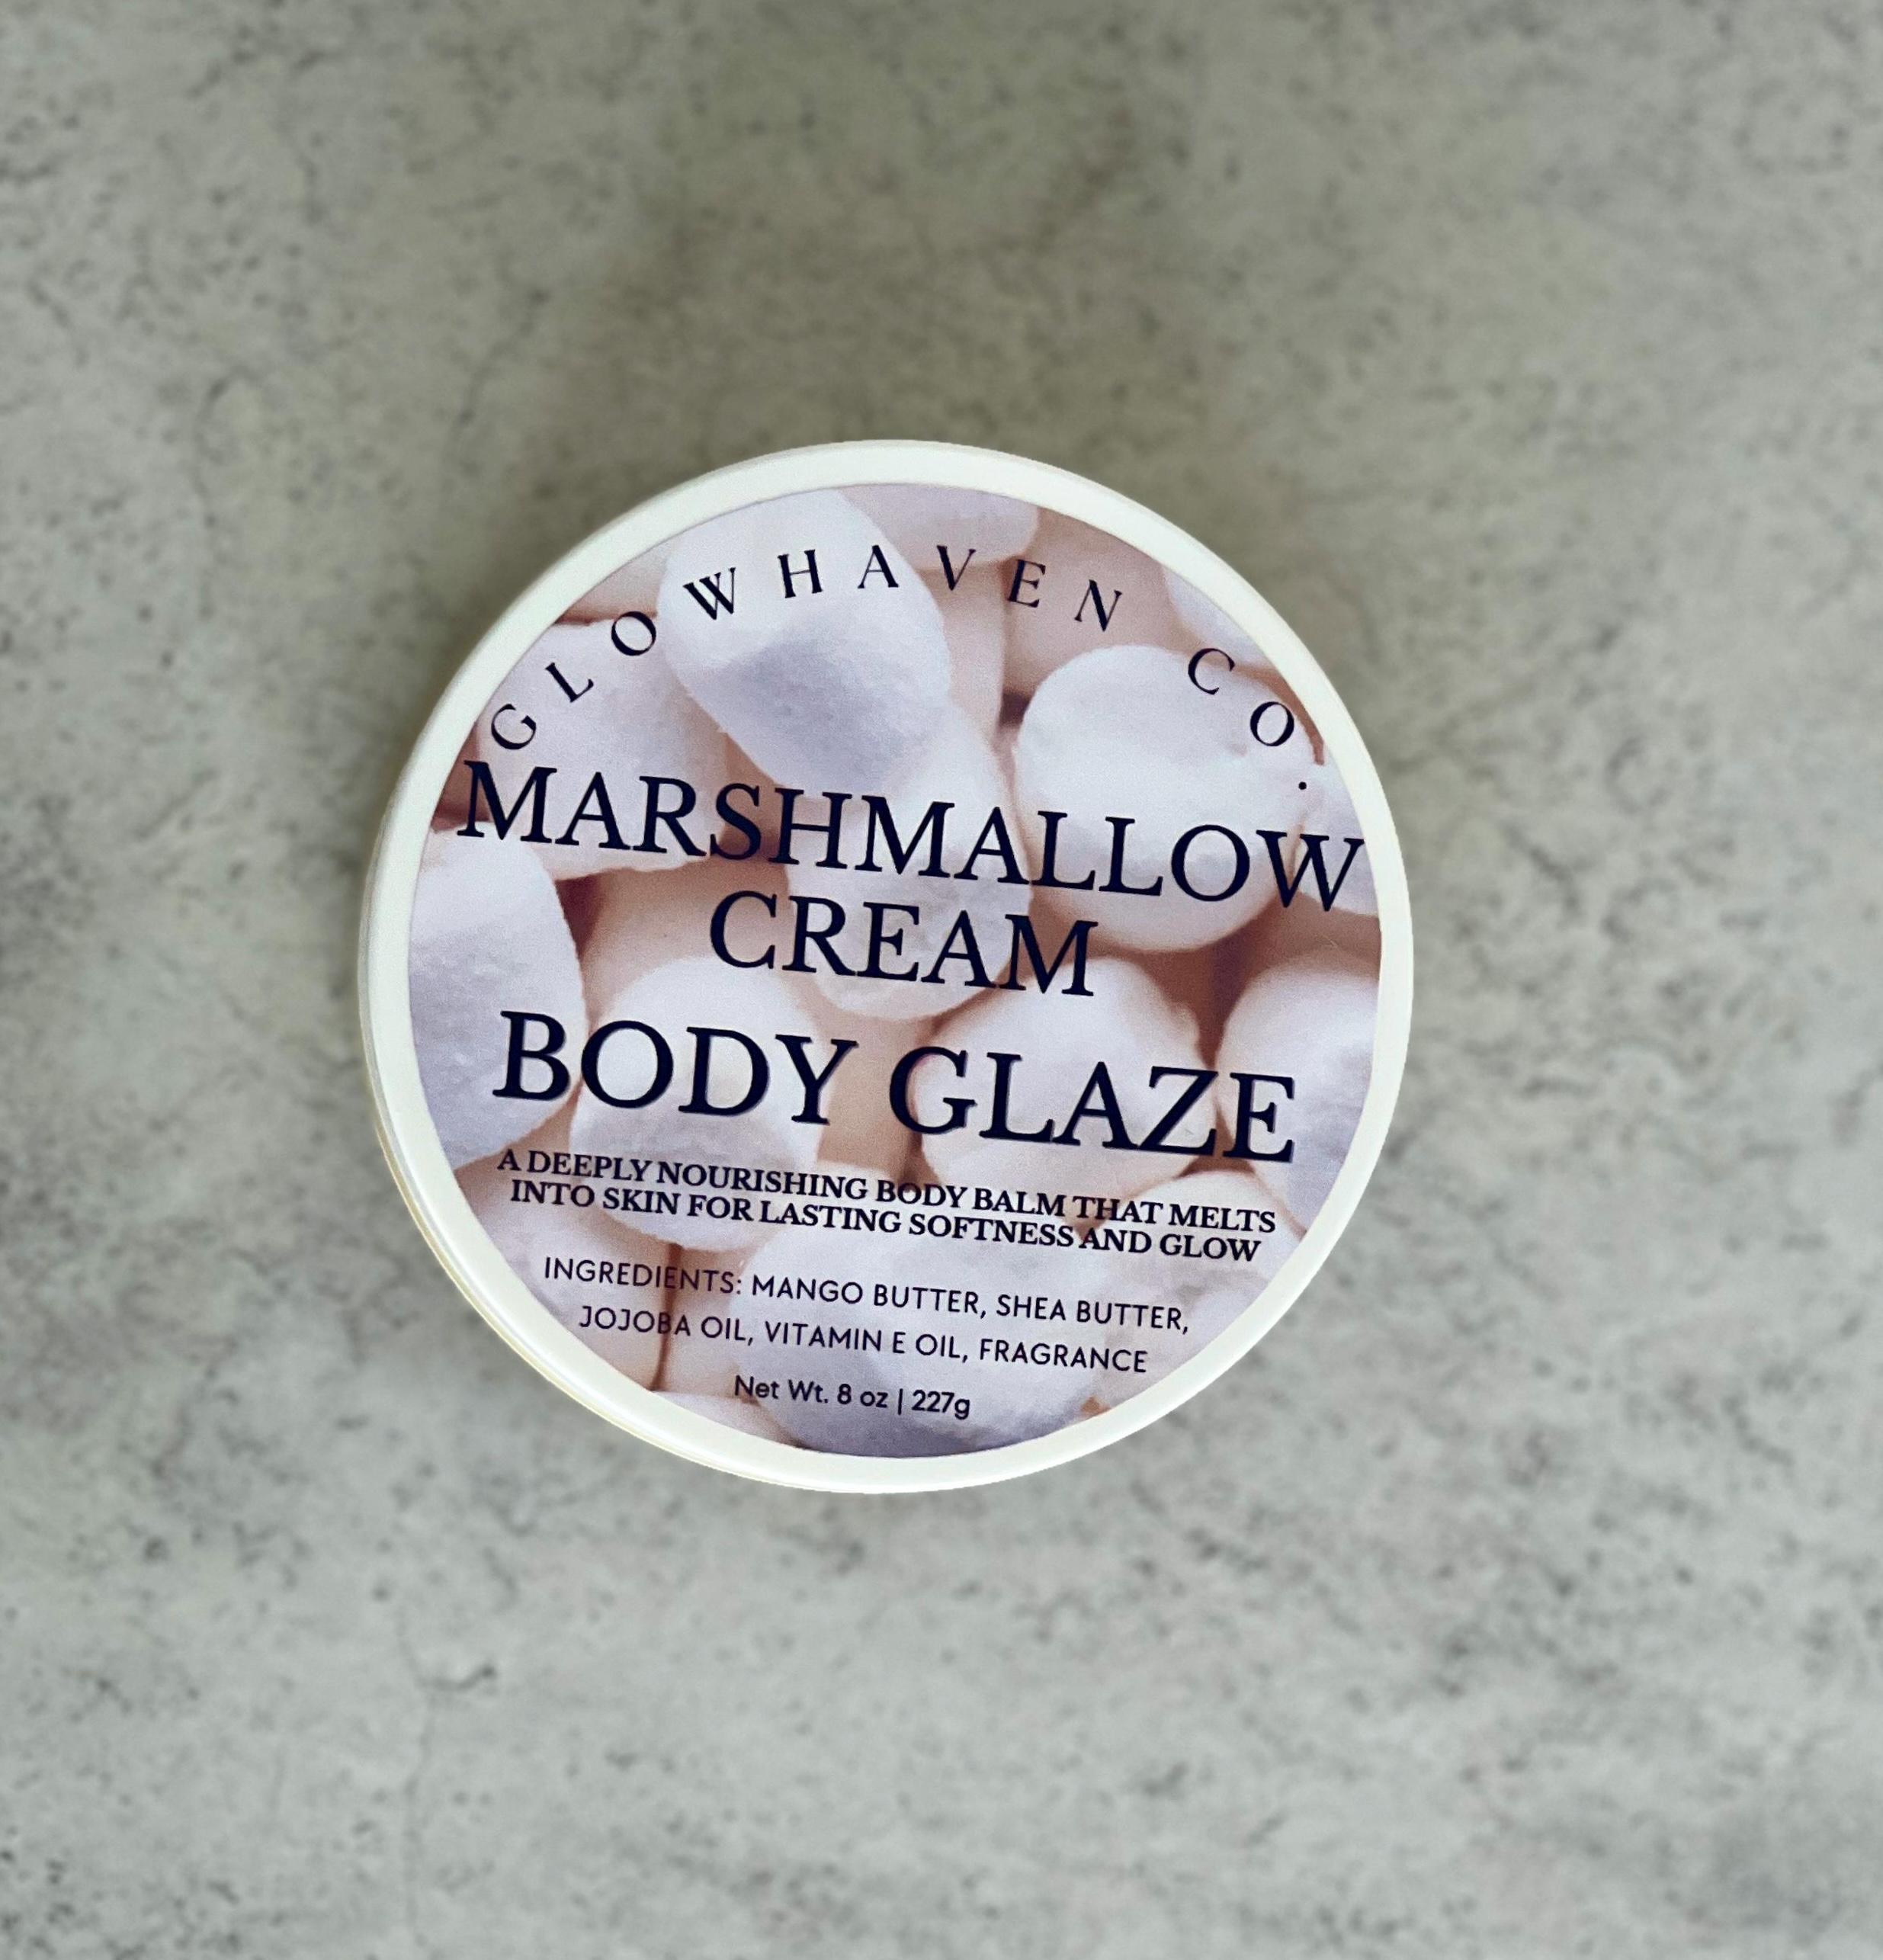 GLOWHAVEN CO.
MARSHMALLOW
CREAM
BODY GLAZE
A DEEPLY NOURISHING BODY BALM THAT MELTS
INTO SKIN FOR LASTING SOFTNESS AND GLOW
INGREDIENTS: MANGO BUTTER, SHEA BUTTER,
JOJOBA OIL, VITAMIN E OIL, FRAGRANCE
Net Wt. 8 oz | 227g